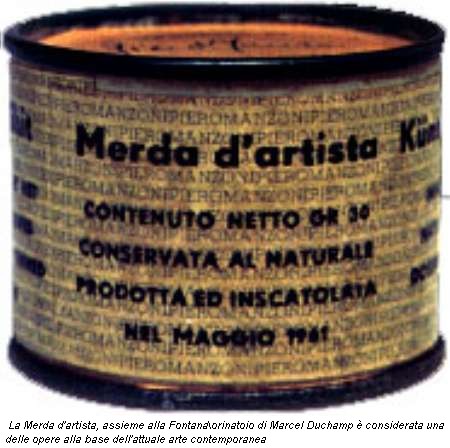 Merda d'artista Kün
CONTENUTO NETTO GR 30
CONSERVATA AL NATURALE
PRODOTTA ED INSCATOLATA
NEL MAGGIO 1961
La Merda d'artista, assieme alla Fontana\orinatoio di Marcel Duchamp è considerata una
delle opere alla base dell'attuale arte contemporanea